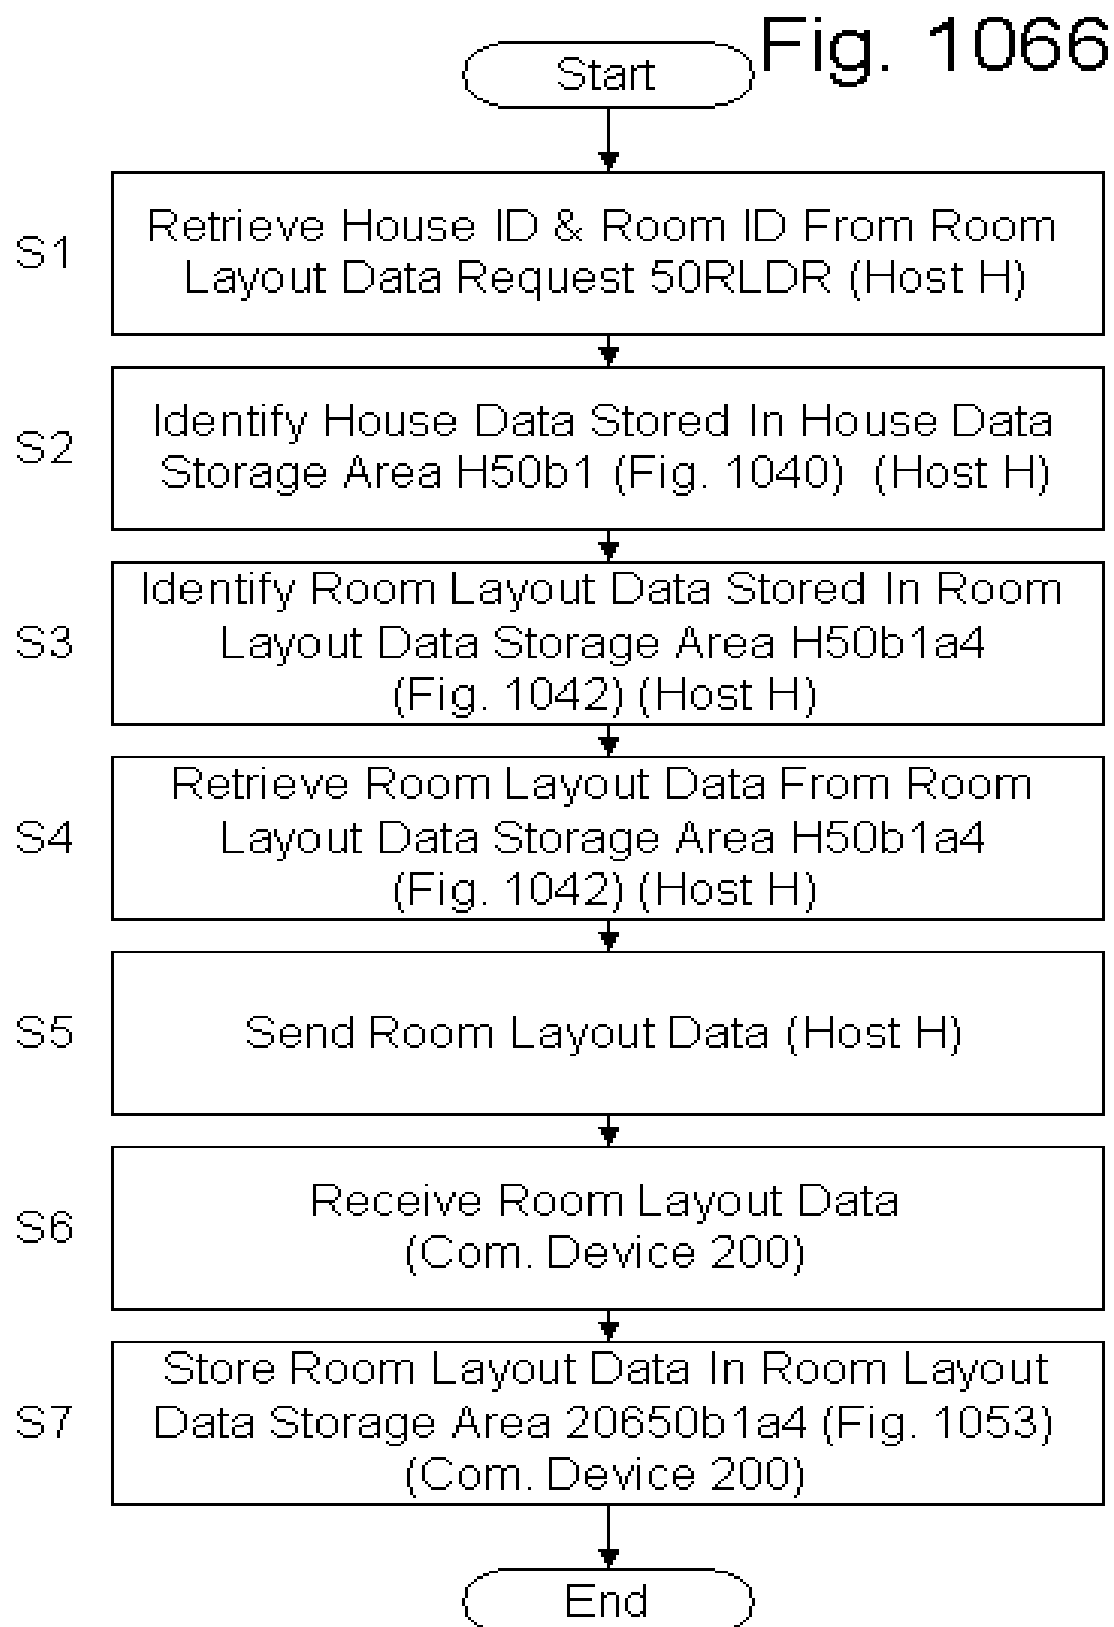 Fig. 1066
Start
S1
Retrieve House ID & Room ID From Room
Layout Data Request 50RLDR (Host H)
S2
Identify House Data Stored In House Data
Storage Area H50b1 (Fig. 1040) (Host H)
S3
Identify Room Layout Data Stored In Room
Layout Data Storage Area H50b1a4
(Fig. 1042) (Host H)
S4
Retrieve Room Layout Data From Room
Layout Data Storage Area H50b1a4
(Fig. 1042) (Host H)
S5
Send Room Layout Data (Host H)
S6
Receive Room Layout Data
(Com. Device 200)
S7
Store Room Layout Data In Room Layout
Data Storage Area 20650b1a4 (Fig. 1053)
(Com. Device 200)
End